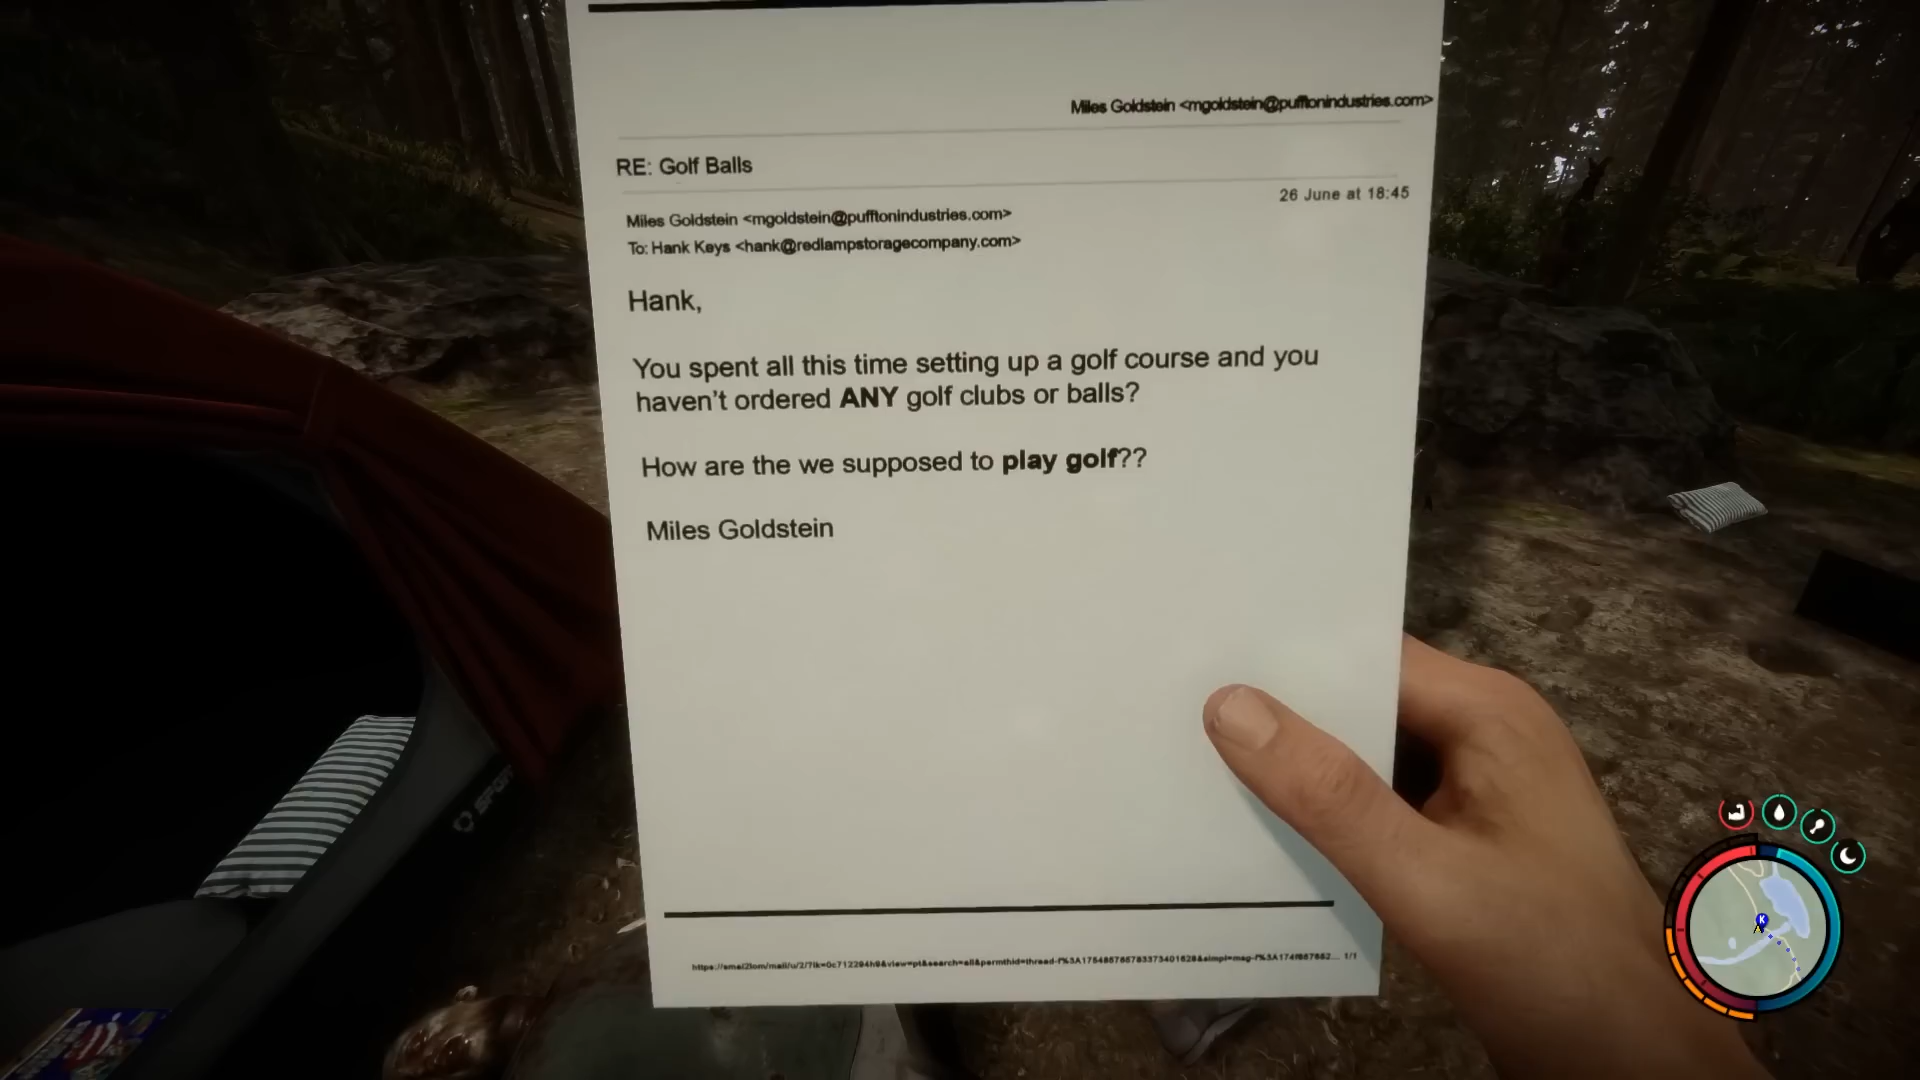 Miles Goldstein <mgoldstein@pufftonindustries.com>
RE: Golf Balls
26 June at 18:45
Miles Goldstein <mgoldstein@pufftonindustries.com>
To: Hank Keys <hank@redlampstoragecompany.com>
Hank,
You spent all this time setting up a golf course and you
haven't ordered ANY golf clubs or balls?
How are the we supposed to play golf??
Miles Goldstein
1/1
K